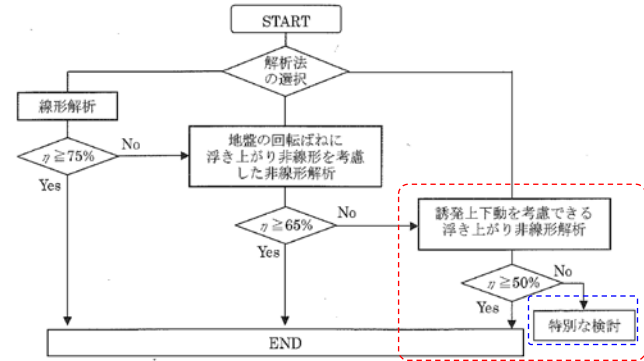 START
解析法
の選択
線形解析
η≧75%
No
Yes
地盤の回転ばねに
浮き上がり非線形を考慮
した非線形解析
η≧65%
No
Yes
誘発上下動を考慮できる
浮き上がり非線形解析
η≧50%
No
Yes
特別な検討
END